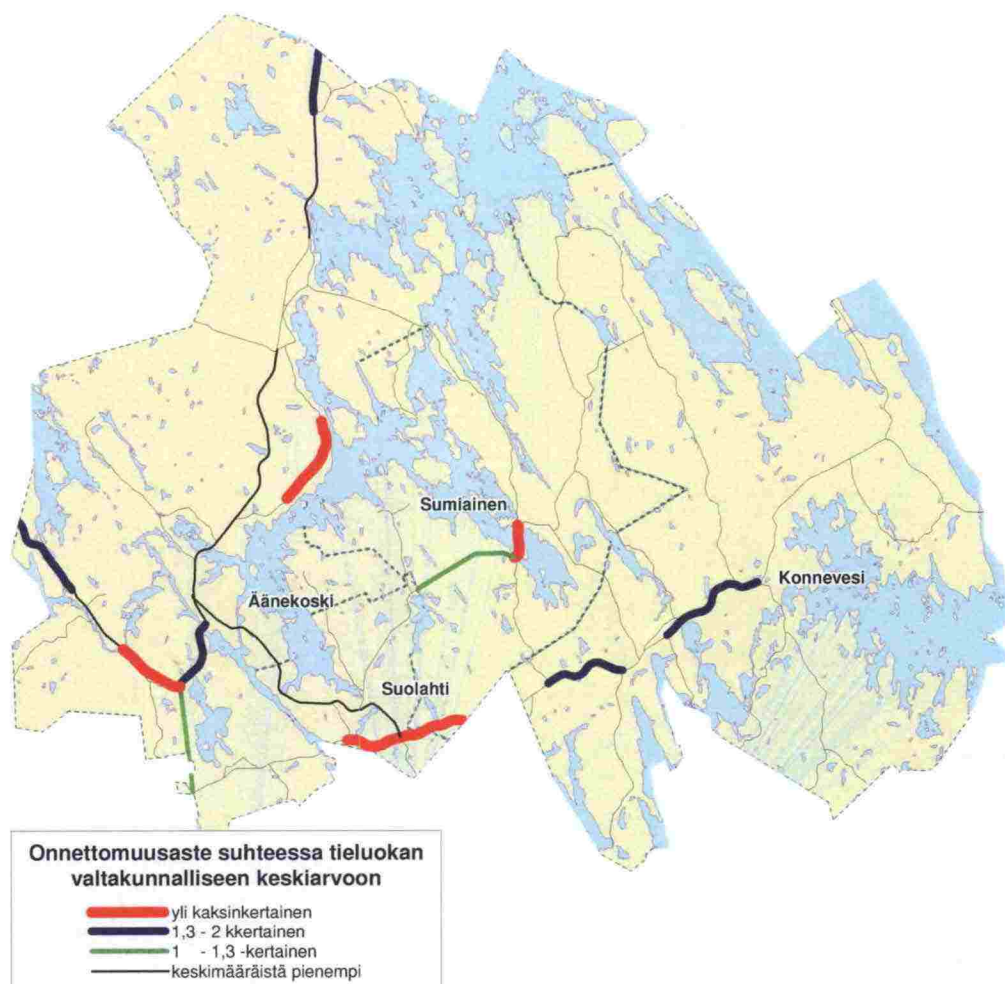 Sumiainen
Konnevesi
Äänekoski
Suolahti
Onnettomuusaste suhteessa tieluokan
valtakunnalliseen keskiarvoon
yli kaksinkertainen
1,3 - 2 kkertainen
1 - 1,3 -kertainen
keskimääräistä pienempi